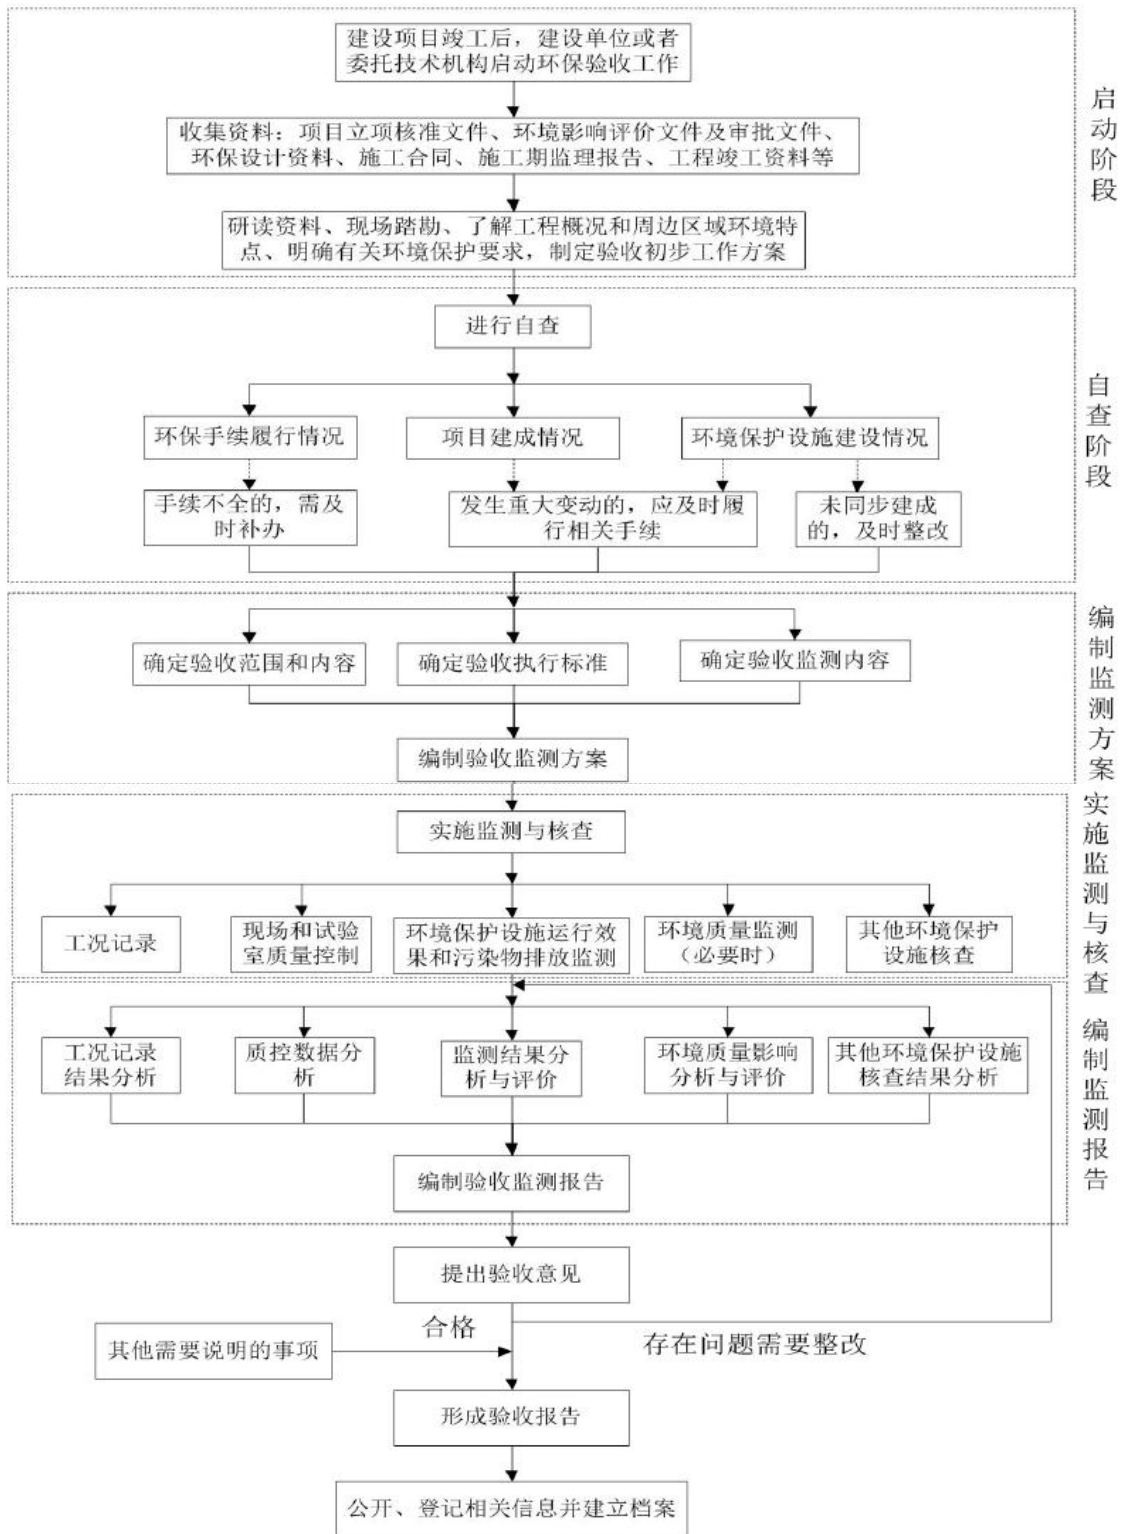 建设项目竣工后，建设单位或者
委托技术机构启动环保验收工作
收集资料：项目立项核准文件、环境影响评价文件及审批文件、
环保设计资料、施工合同、施工期监理报告、工程竣工资料等
研读资料、现场踏勘、了解工程概况和周边区域环境特
点、明确有关环境保护要求，制定验收初步工作方案
启动阶段
进行自查
环保手续履行情况
项目建成情况
环境保护设施建设情况
手续不全的，需及
时补办
发生重大变动的，应及时履
行相关手续
未同步建成
的，及时整改
自查阶段
确定验收范围和内容
确定验收执行标准
确定验收监测内容
编制验收监测方案
编制监测方案
实施监测与核查
工况记录
现场和试验
室质量控制
环境保护设施运行效
果和污染物排放监测
环境质量监测
（必要时）
其他环境保护
设施核查
实施监测与核查
工况记录
结果分析
质控数据分
析
监测结果分
析与评价
环境质量影响
分析与评价
其他环境保护设施
核查结果分析
编制验收监测报告
编制监测报告
提出验收意见
合格
存在问题需要整改
其他需要说明的事项
形成验收报告
公开、登记相关信息并建立档案